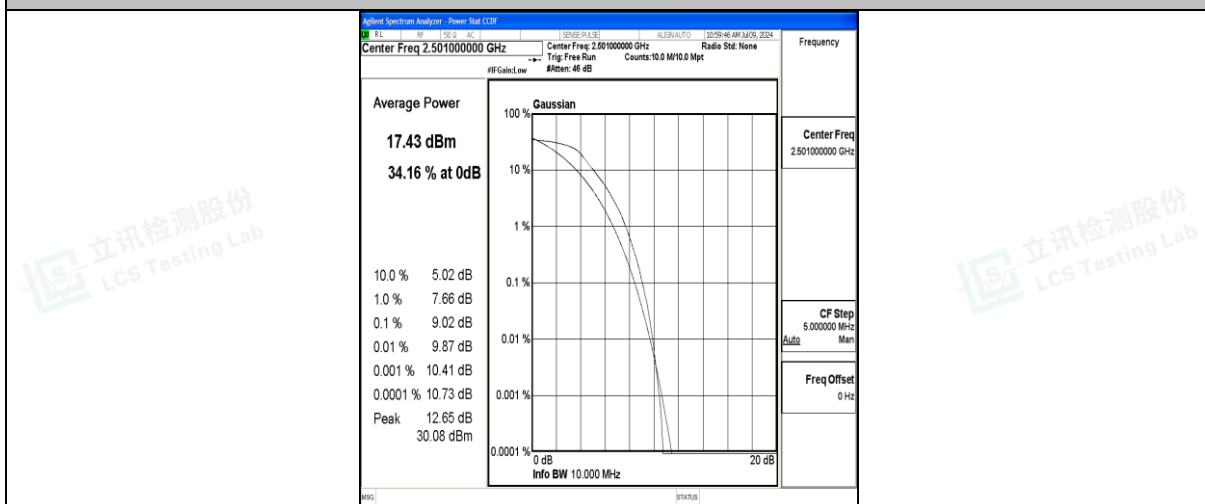 Agilent Spectrum Analyzer - Power Stat CCDF
RL RF 50 Ω AC SENSE:PULSE ALIGN AUTO 10:59:46 AM Jul 09, 2024
Center Freq 2.501000000 GHz
Center Freq: 2.501000000 GHz Radio Std: None
Trig: Free Run Counts:10.0 M/10.0 Mpt
#IFGain:Low #Atten: 46 dB
Frequency
Average Power
17.43 dBm
34.16 % at 0dB
10.0 % 5.02 dB
1.0 % 7.66 dB
0.1 % 9.02 dB
0.01 % 9.87 dB
0.001 % 10.41 dB
0.0001 % 10.73 dB
Peak 12.65 dB
30.08 dBm
Gaussian
100 %
10 %
1 %
0.1 %
0.01 %
0.001 %
0.0001 %
0 dB 20 dB
Info BW 10.000 MHz
Center Freq
2.501000000 GHz
CF Step
5.000000 MHz
Auto Man
Freq Offset
0 Hz
MSG STATUS
LCS 立讯检测股份
LCS Testing Lab
LCS 立讯检测股份
LCS Testing Lab